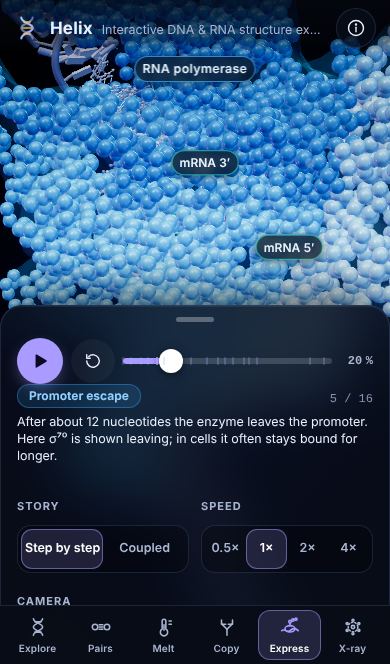 Helix Interactive DNA & RNA structure ex...
RNA polymerase
mRNA 3′
mRNA 5′
20 %
Promoter escape 5 / 16
After about 12 nucleotides the enzyme leaves the promoter.
Here σ⁷⁰ is shown leaving; in cells it often stays bound for
longer.
STORY SPEED
Step by step Coupled 0.5× 1× 2× 4×
CAMERA
Explore Pairs Melt Copy Express X-ray